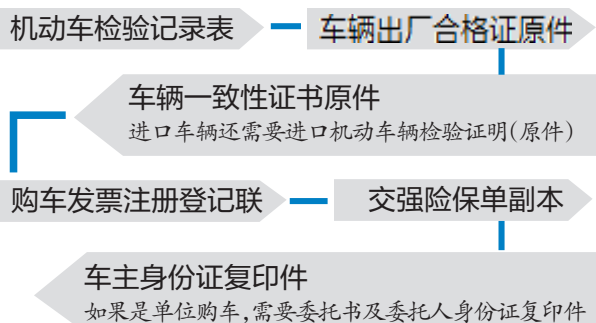 机动车检验记录表
车辆出厂合格证原件
车辆一致性证书原件
进口车辆还需要进口机动车辆检验证明(原件)
购车发票注册登记联
交强险保单副本
车主身份证复印件
如果是单位购车,需要委托书及委托人身份证复印件